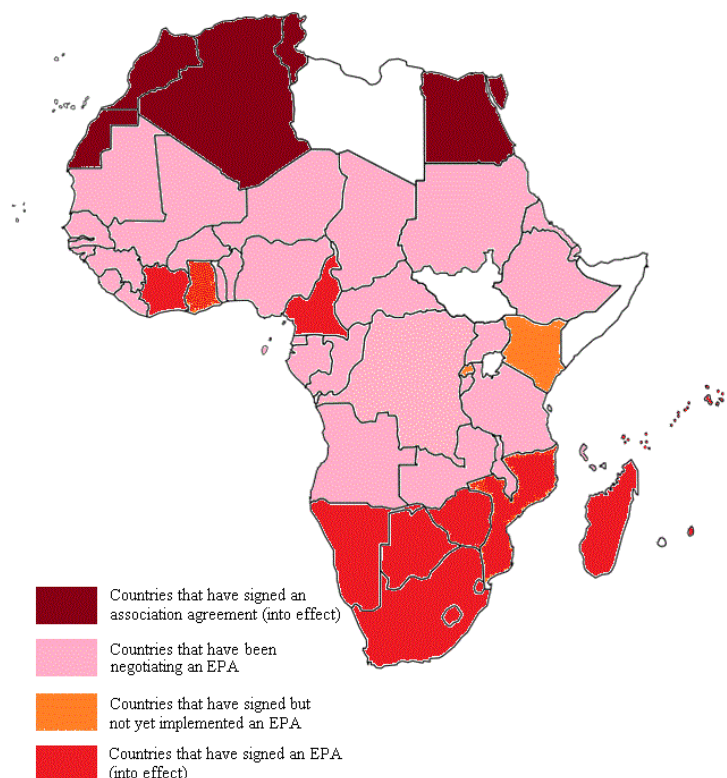 Countries that have signed an
association agreement (into effect)
Countries that have been
negotiating an EPA
Countries that have signed but
not yet implemented an EPA
Countries that have signed an EPA
(into effect)